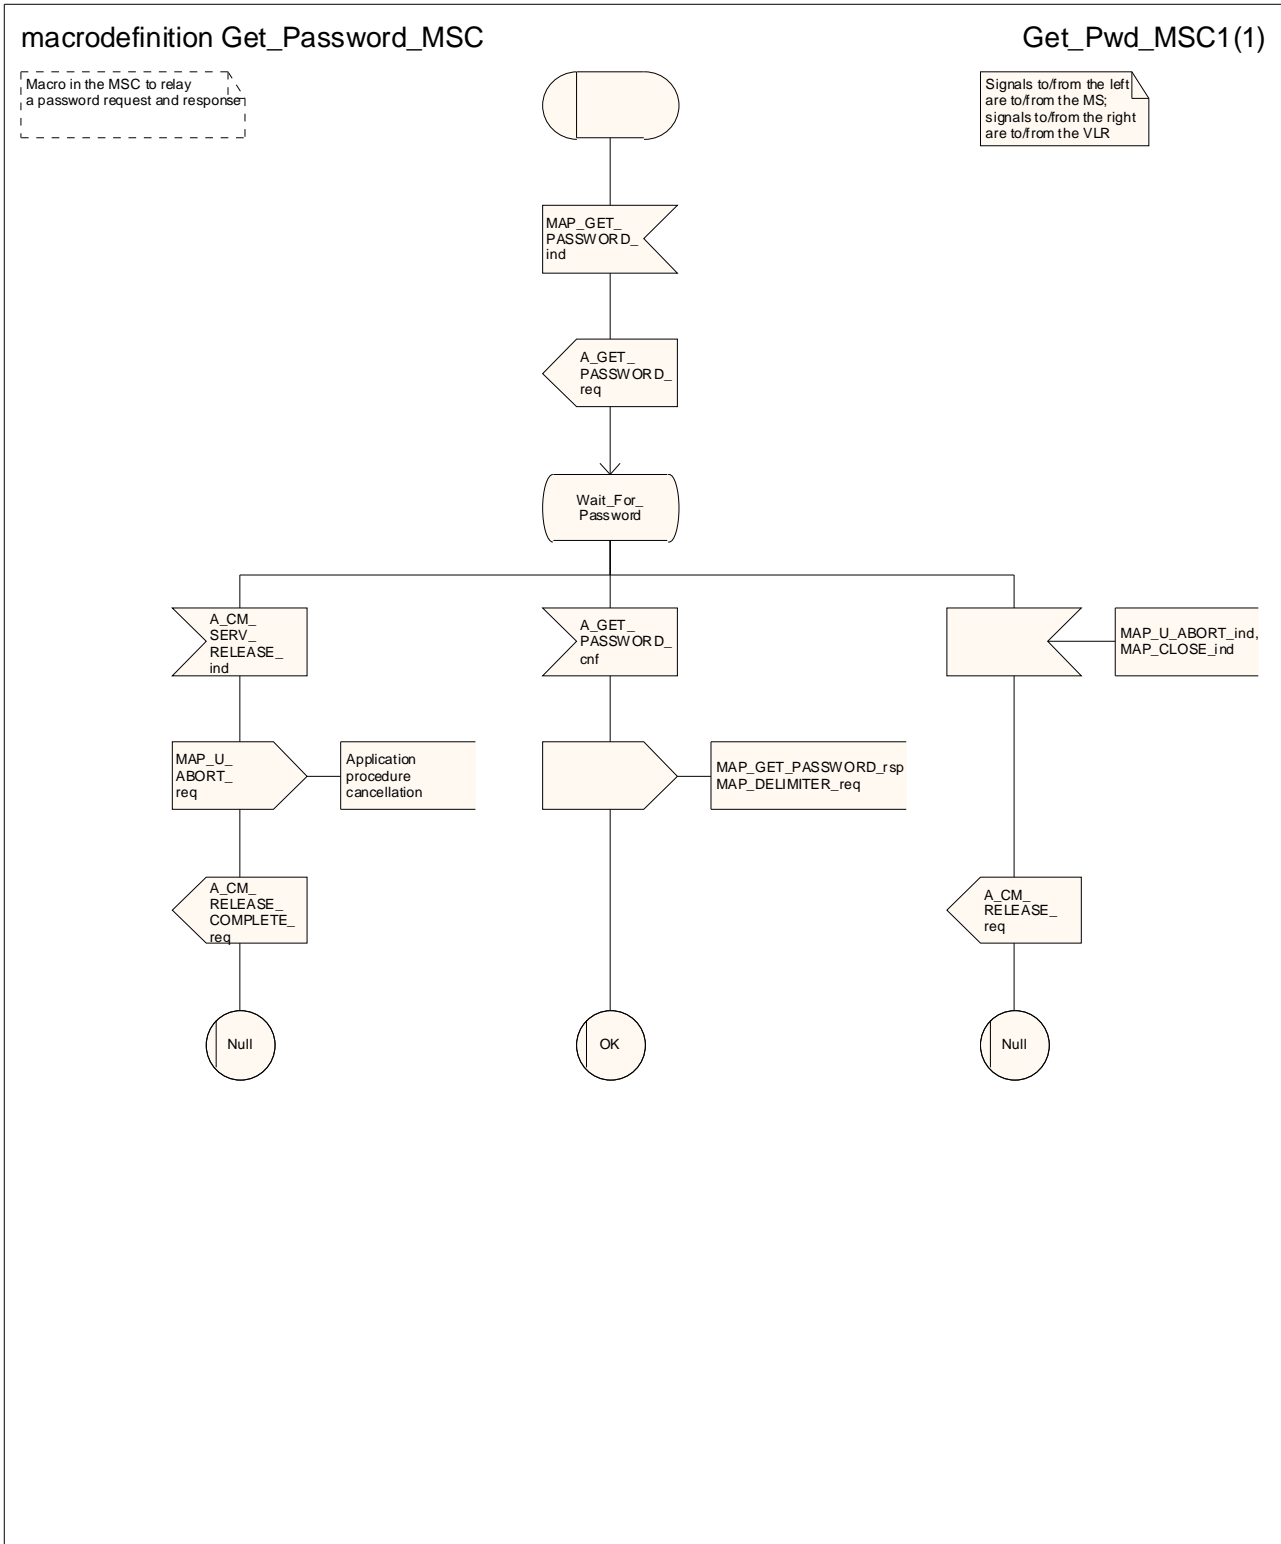 macrodefinition Get_Password_MSC
Get_Pwd_MSC1(1)
Macro in the MSC to relay
a password request and response
Signals to/from the left
are to/from the MS;
signals to/from the right
are to/from the VLR
MAP_GET_
PASSWORD_
ind
A_GET_
PASSWORD_
req
Wait_For_
Password
A_CM_
SERV_
RELEASE_
ind
A_GET_
PASSWORD_
cnf
MAP_U_ABORT_ind,
MAP_CLOSE_ind
MAP_U_
ABORT_
req
Application
procedure
cancellation
MAP_GET_PASSWORD_rsp
MAP_DELIMITER_req
A_CM_
RELEASE_
COMPLETE_
req
A_CM_
RELEASE_
req
Null
OK
Null